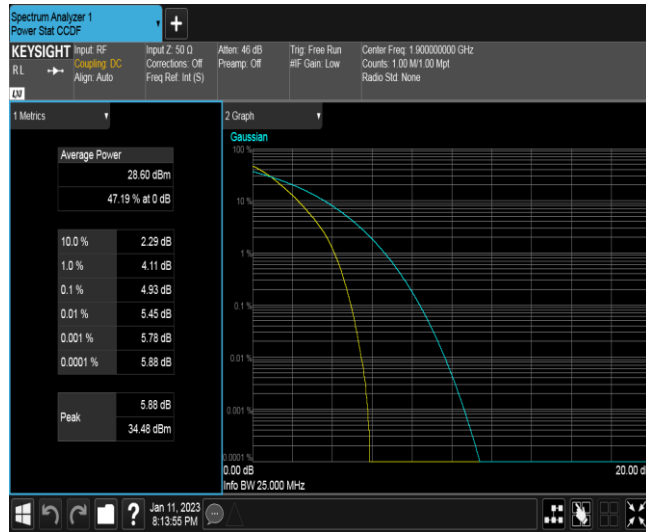 Spectrum Analyzer 1
Power Stat CCDF
+
KEYSIGHT Input: RF Input Z: 50 Ω Atten: 46 dB Trig: Free Run Center Freq: 1.900000000 GHz
RL Coupling: DC Corrections: Off Preamp: Off #IF Gain: Low Counts: 1.00 M/1.00 Mpt
Align: Auto Freq Ref: Int (S) Radio Std: None
LXI
1 Metrics
Average Power
28.60 dBm
47.19 % at 0 dB
10.0 % 2.29 dB
1.0 % 4.11 dB
0.1 % 4.93 dB
0.01 % 5.45 dB
0.001 % 5.78 dB
0.0001 % 5.88 dB
Peak
5.88 dB
34.48 dBm
2 Graph
Gaussian
100 %
10 %
1 %
0.1 %
0.01 %
0.001 %
0.0001 %
0.00 dB 20.00 d
Info BW 25.000 MHz
? Jan 11, 2023
8:13:55 PM